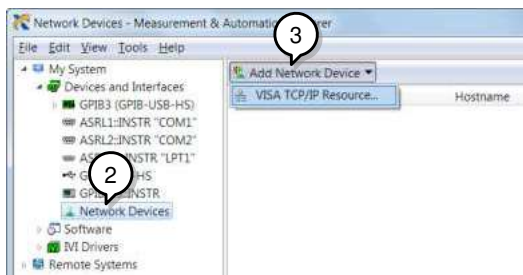 Network Devices - Measurement & Automation
3
File Edit View Tools Help
My System
Add Network Device
Devices and Interfaces
VISA TCP/IP Resource...
Hostname
GPIB3 (GPIB-USB-HS)
ASRL1::INSTR "COM1"
ASRL2::INSTR "COM2"
INSTR "LPT1"
2
HS
INSTR
Network Devices
Software
IVI Drivers
Remote Systems